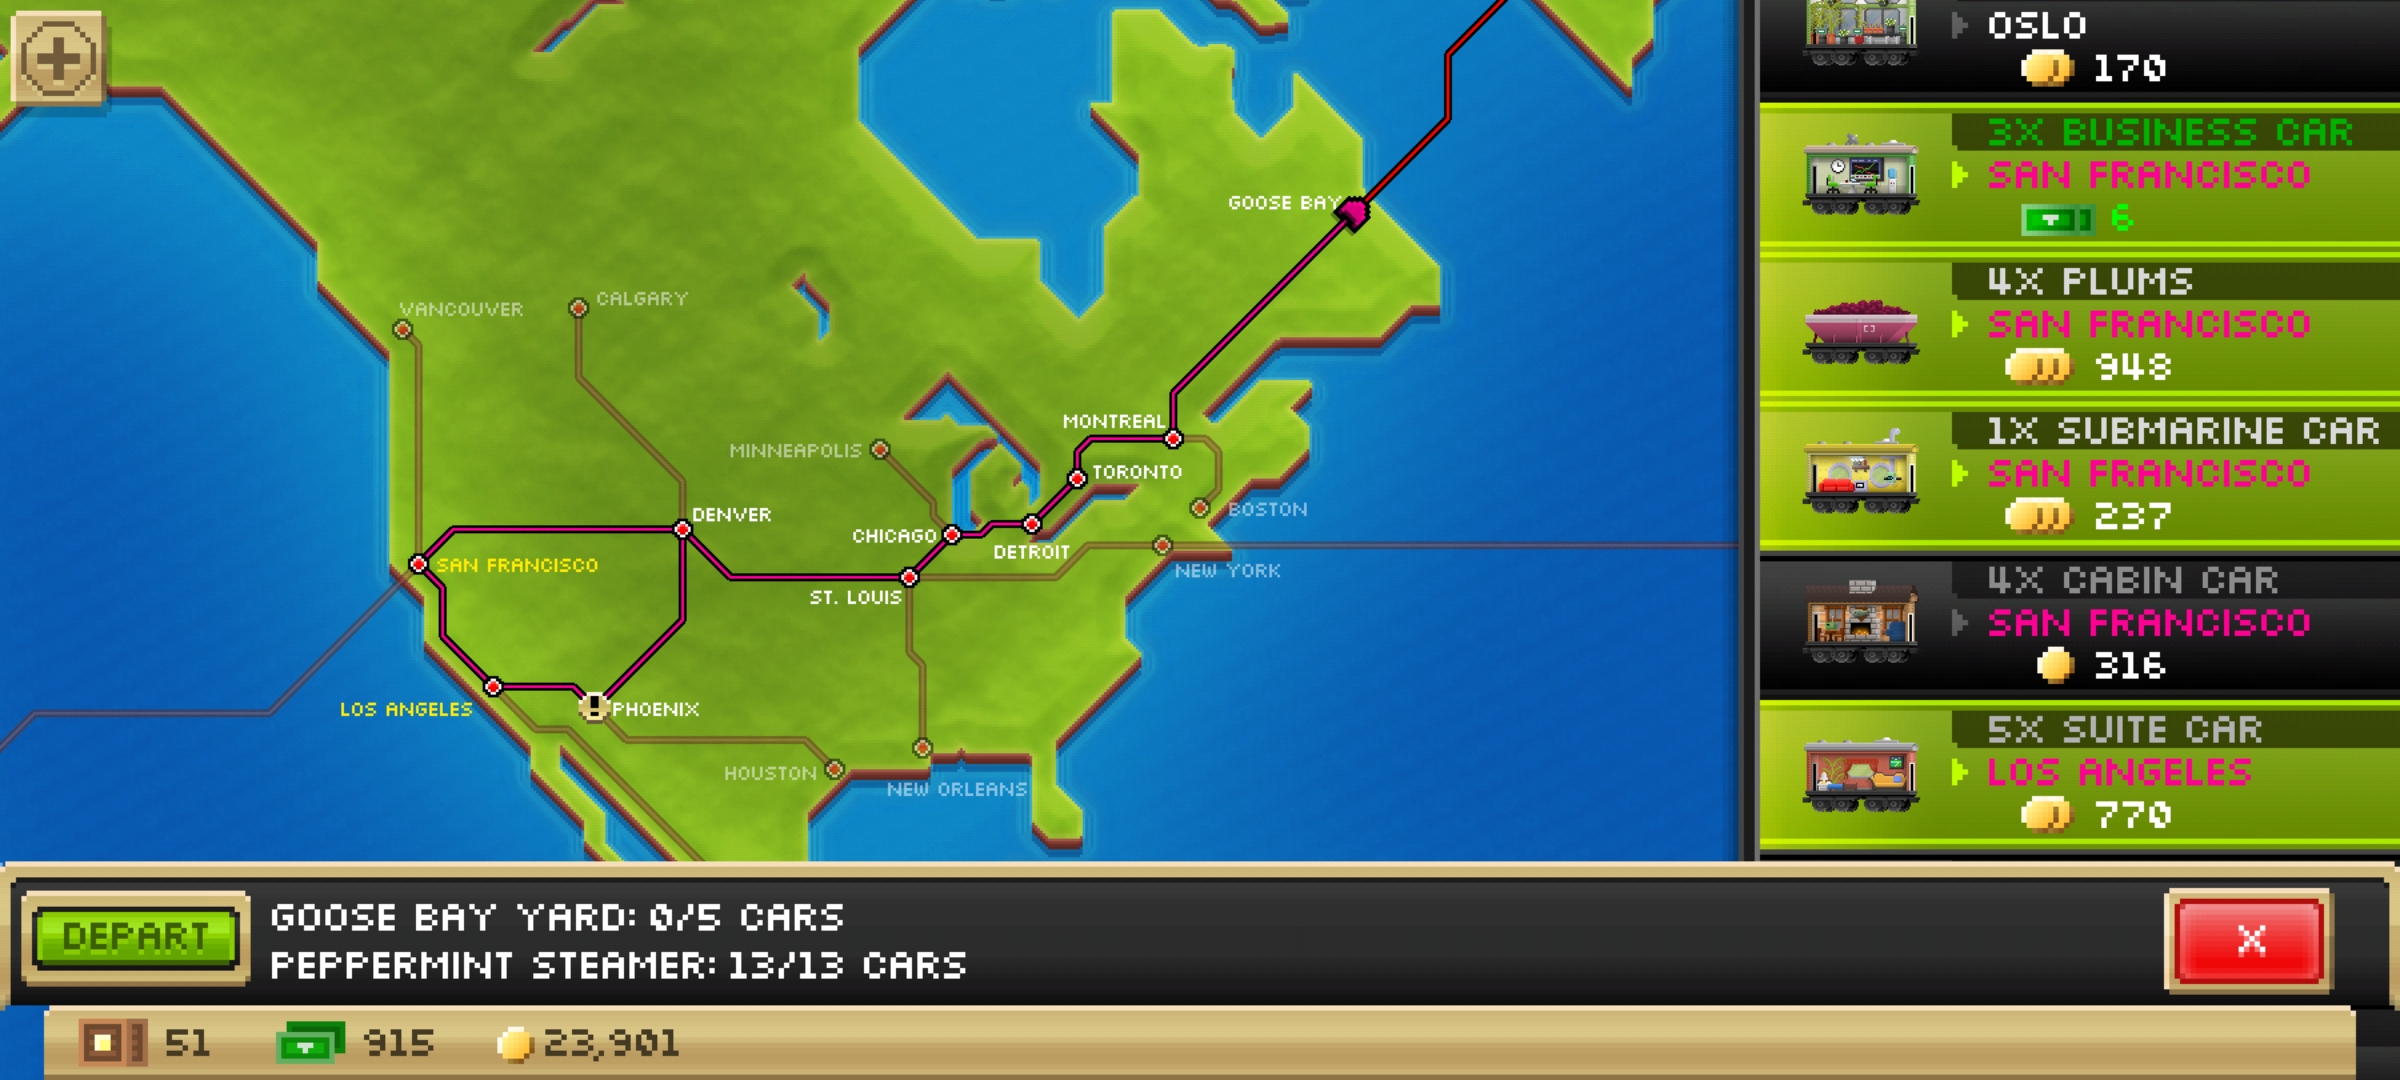 GOOSE BAY
VANCOUVER
CALGARY
MONTREAL
MINNEAPOLIS
TORONTO
DENVER
BOSTON
CHICAGO
DETROIT
SAN FRANCISCO
NEW YORK
ST. LOUIS
LOS ANGELES
PHOENIX
HOUSTON
NEW ORLEANS
OSLO
170
3X BUSINESS CAR
SAN FRANCISCO
6
4X PLUMS
SAN FRANCISCO
948
1X SUBMARINE CAR
SAN FRANCISCO
237
4X CABIN CAR
SAN FRANCISCO
316
5X SUITE CAR
LOS ANGELES
770
DEPART
GOOSE BAY YARD: 0/5 CARS
PEPPERMINT STEAMER: 13/13 CARS
X
51
915
23,901